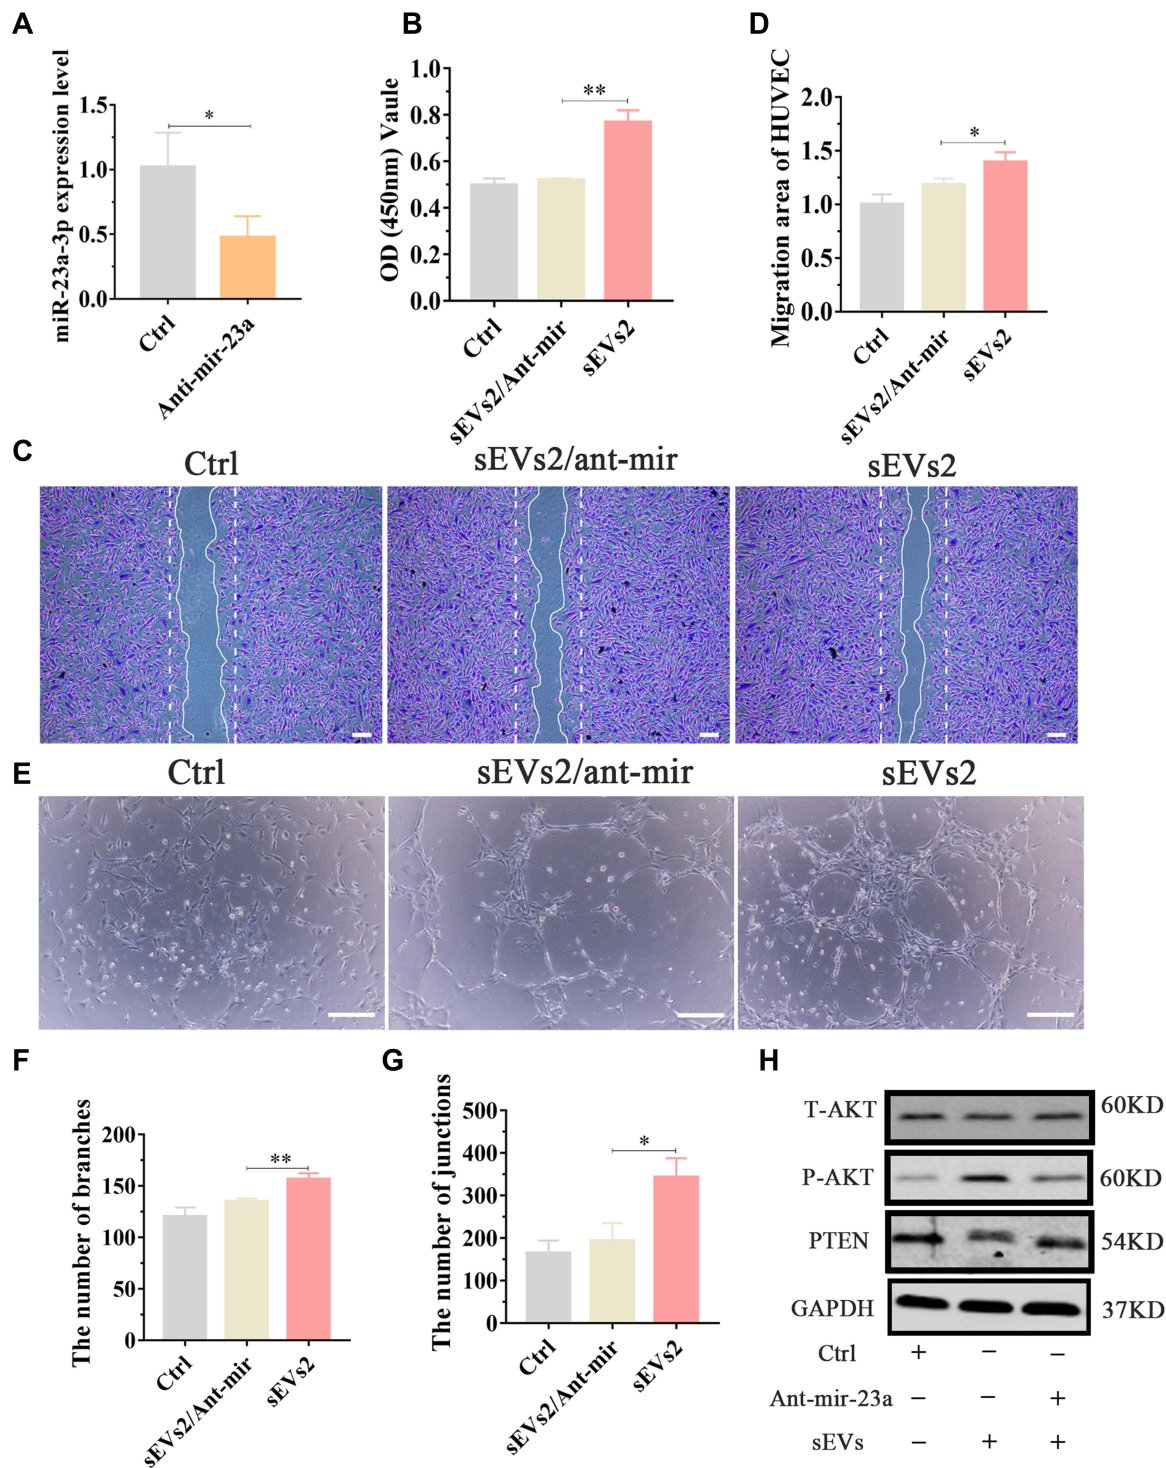 A
miR-23a-3p expression level
1.5
1.0
0.5
0.0
*
Ctrl
Anti-mir-23a
B
OD (450nm) Vaule
1.0
0.8
0.6
0.4
0.2
0.0
**
Ctrl
sEVs2/Ant-mir
sEVs2
D
Migration area of HUVEC
2.0
1.5
1.0
0.5
0.0
*
Ctrl
sEVs2/Ant-mir
sEVs2
C
Ctrl
sEVs2/ant-mir
sEVs2
E
Ctrl
sEVs2/ant-mir
sEVs2
F
The number of branches
200
150
100
50
0
**
Ctrl
sEVs2/Ant-mir
sEVs2
G
The number of junctions
500
400
300
200
100
0
*
Ctrl
sEVs2/Ant-mir
sEVs2
H
T-AKT 60KD
P-AKT 60KD
PTEN 54KD
GAPDH 37KD
Ctrl + − −
Ant-mir-23a − − +
sEVs − + +